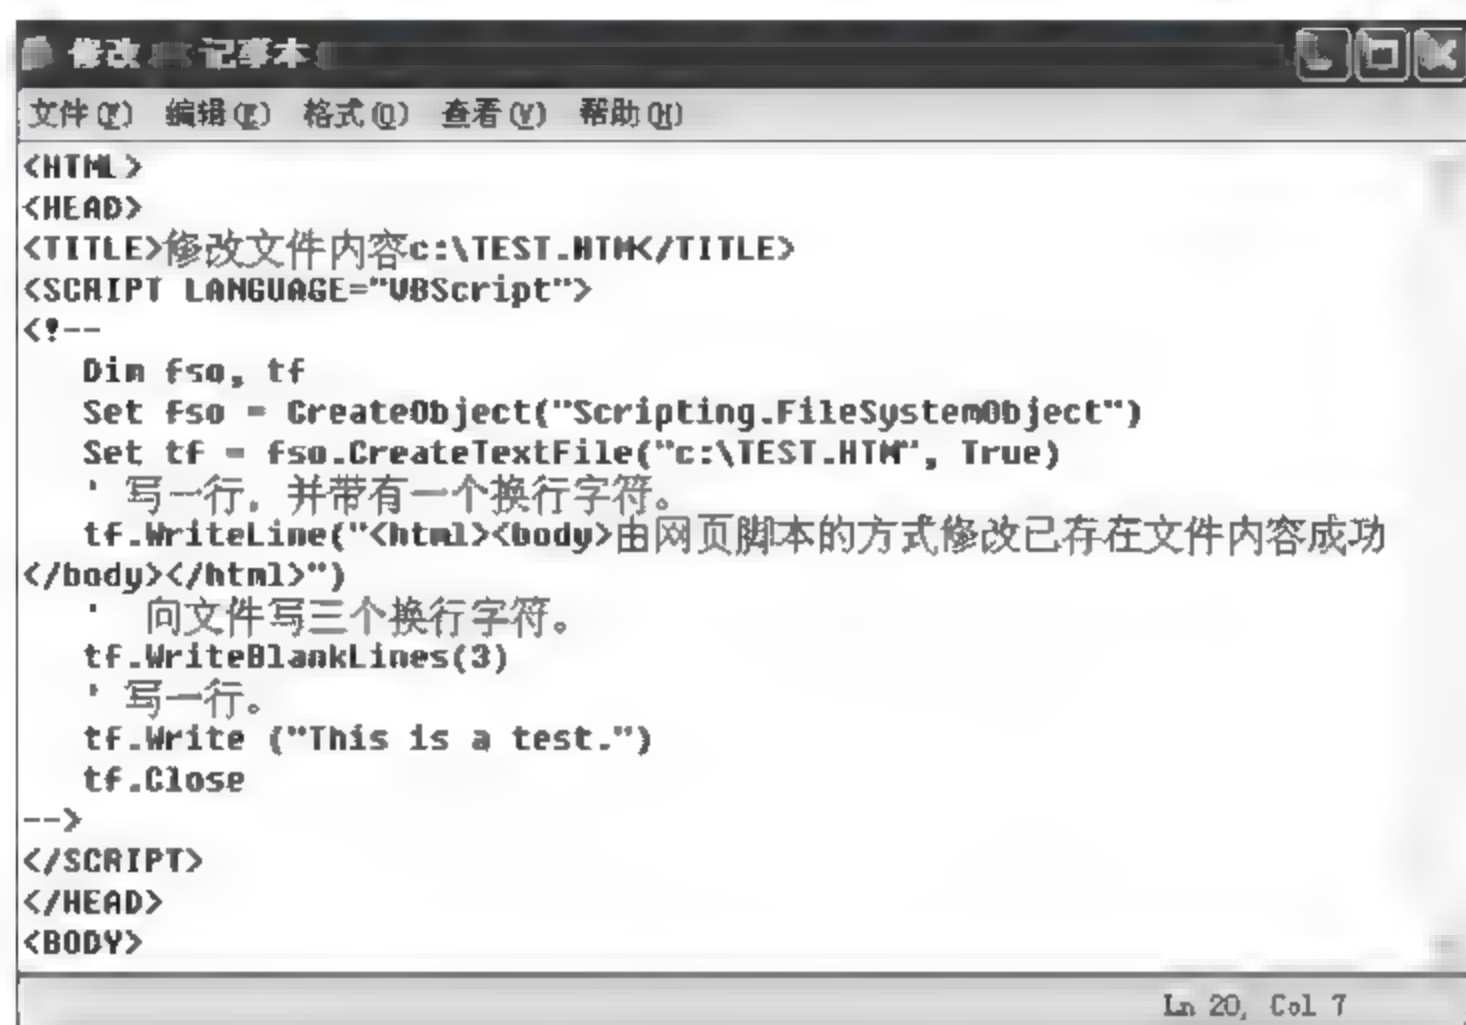 修改 记事本
文件(F) 编辑(E) 格式(O) 查看(V) 帮助(H)
<HTML>
<HEAD>
<TITLE>修改文件内容c:\TEST.HTM</TITLE>
<SCRIPT LANGUAGE="VBScript">
<!--
Dim fso, tf
Set fso = CreateObject("Scripting.FileSystemObject")
Set tf = fso.CreateTextFile("c:\TEST.HTM", True)
' 写一行，并带有一个换行字符。
tf.WriteLine("<html><body>由网页脚本的方式修改已存在文件内容成功
</body></html>")
' 向文件写三个换行字符。
tf.WriteBlankLines(3)
' 写一行。
tf.Write ("This is a test.")
tf.Close
-->
</SCRIPT>
</HEAD>
<BODY>
Ln 20, Col 7